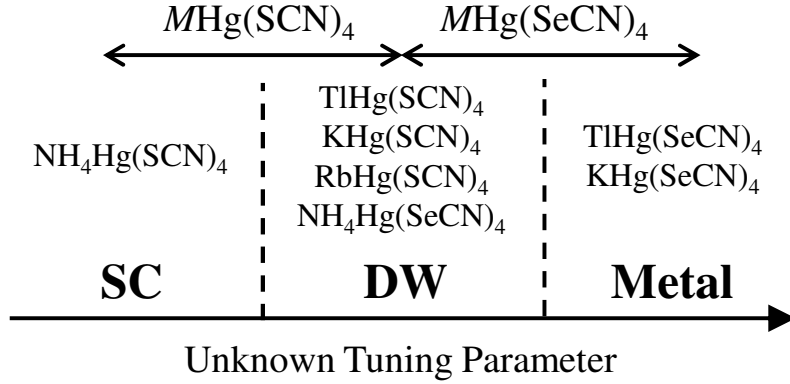 MHg(SCN)₄ MHg(SeCN)₄
TlHg(SCN)₄
KHg(SCN)₄
RbHg(SCN)₄
NH₄Hg(SeCN)₄
NH₄Hg(SCN)₄
TlHg(SeCN)₄
KHg(SeCN)₄
SC DW Metal
Unknown Tuning Parameter